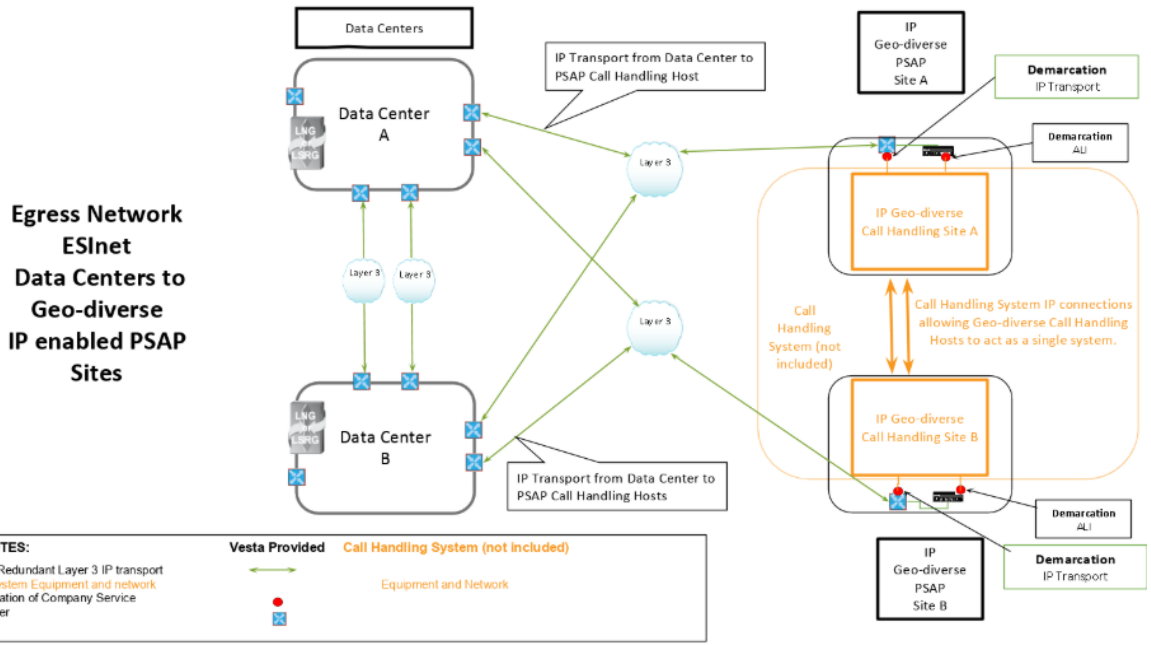 Egress Network
ESInet
Data Centers to
Geo-diverse
IP enabled PSAP
Sites
Data Centers
IP Transport from Data Center to
PSAP Call Handling Host
IP
Geo-diverse
PSAP
Site A
Demarcation
IP Transport
Demarcation
ALI
Data Center
A
LNG
LSRG
Layer 3
IP Geo-diverse
Call Handling Site A
Layer 3
Layer 3
Layer 3
Call
Handling
System (not
included)
Call Handling System IP connections
allowing Geo-diverse Call Handling
Hosts to act as a single system.
Data Center
B
LNG
LSRG
IP Geo-diverse
Call Handling Site B
IP Transport from Data Center to
PSAP Call Handling Hosts
Demarcation
ALI
IP
Geo-diverse
PSAP
Site B
Demarcation
IP Transport
TES:
Vesta Provided
Call Handling System (not included)
Redundant Layer 3 IP transport
ystem Equipment and network
Equipment and Network
ation of Company Service
er